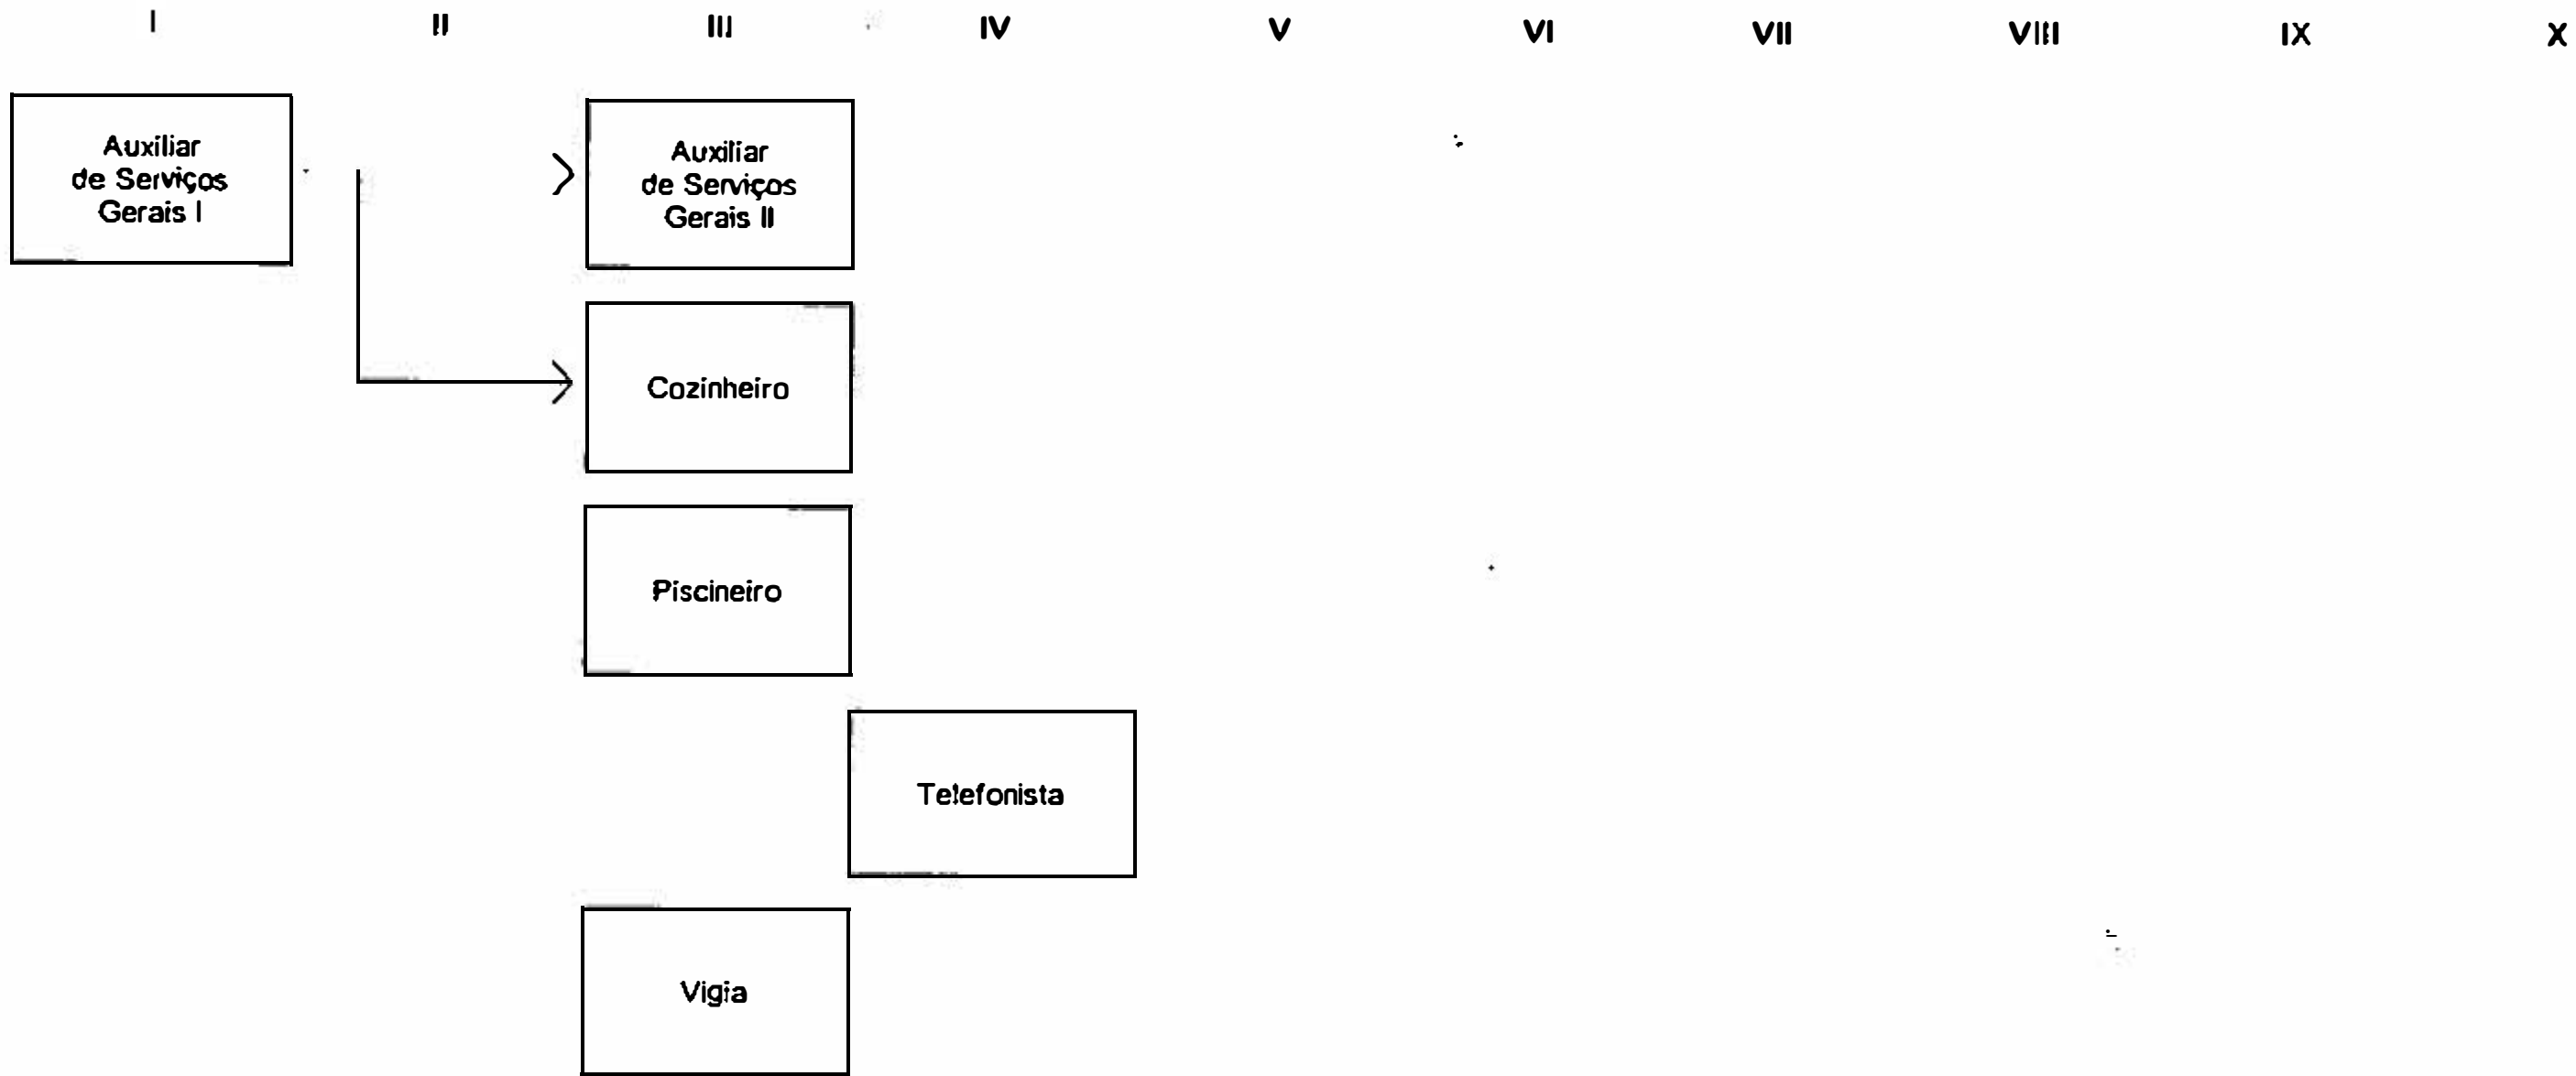 I II III IV V VI VII VIII IX X
Auxiliar
de Serviços
Gerais I
Auxiliar
de Serviços
Gerais II
Cozinheiro
Piscineiro
Telefonista
Vigia